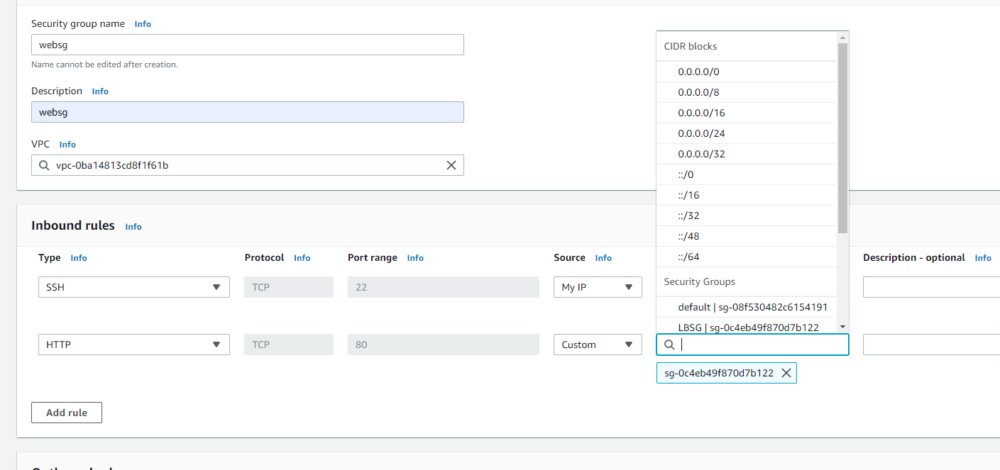 Security group name Info
websg
Name cannot be edited after creation.
Description Info
websg
VPC Info
vpc-0ba14813cd8f1f61b
CIDR blocks
0.0.0.0/0
0.0.0.0/8
0.0.0.0/16
0.0.0.0/24
0.0.0.0/32
::/0
::/16
::/32
::/48
::/64
Security Groups
default | sg-08f530482c6154191
LBSG | sg-0c4eb49f870d7b122
Inbound rules Info
Type Info Protocol Info Port range Info Source Info Description - optional Info
SSH TCP 22 My IP
HTTP TCP 80 Custom
sg-0c4eb49f870d7b122
Add rule